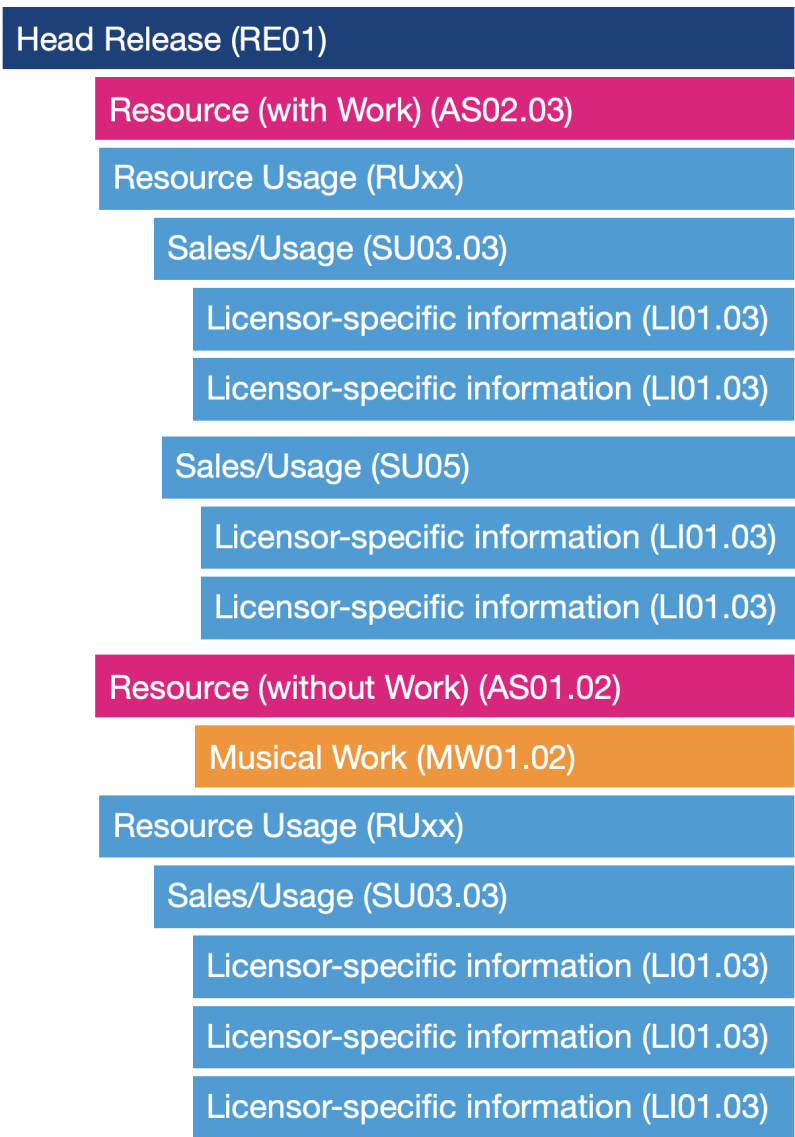 Head Release (RE01)
Resource (with Work) (AS02.03)
Resource Usage (RUxx)
Sales/Usage (SU03.03)
Licensor-specific information (LI01.03)
Licensor-specific information (LI01.03)
Sales/Usage (SU05)
Licensor-specific information (LI01.03)
Licensor-specific information (LI01.03)
Resource (without Work) (AS01.02)
Musical Work (MW01.02)
Resource Usage (RUxx)
Sales/Usage (SU03.03)
Licensor-specific information (LI01.03)
Licensor-specific information (LI01.03)
Licensor-specific information (LI01.03)